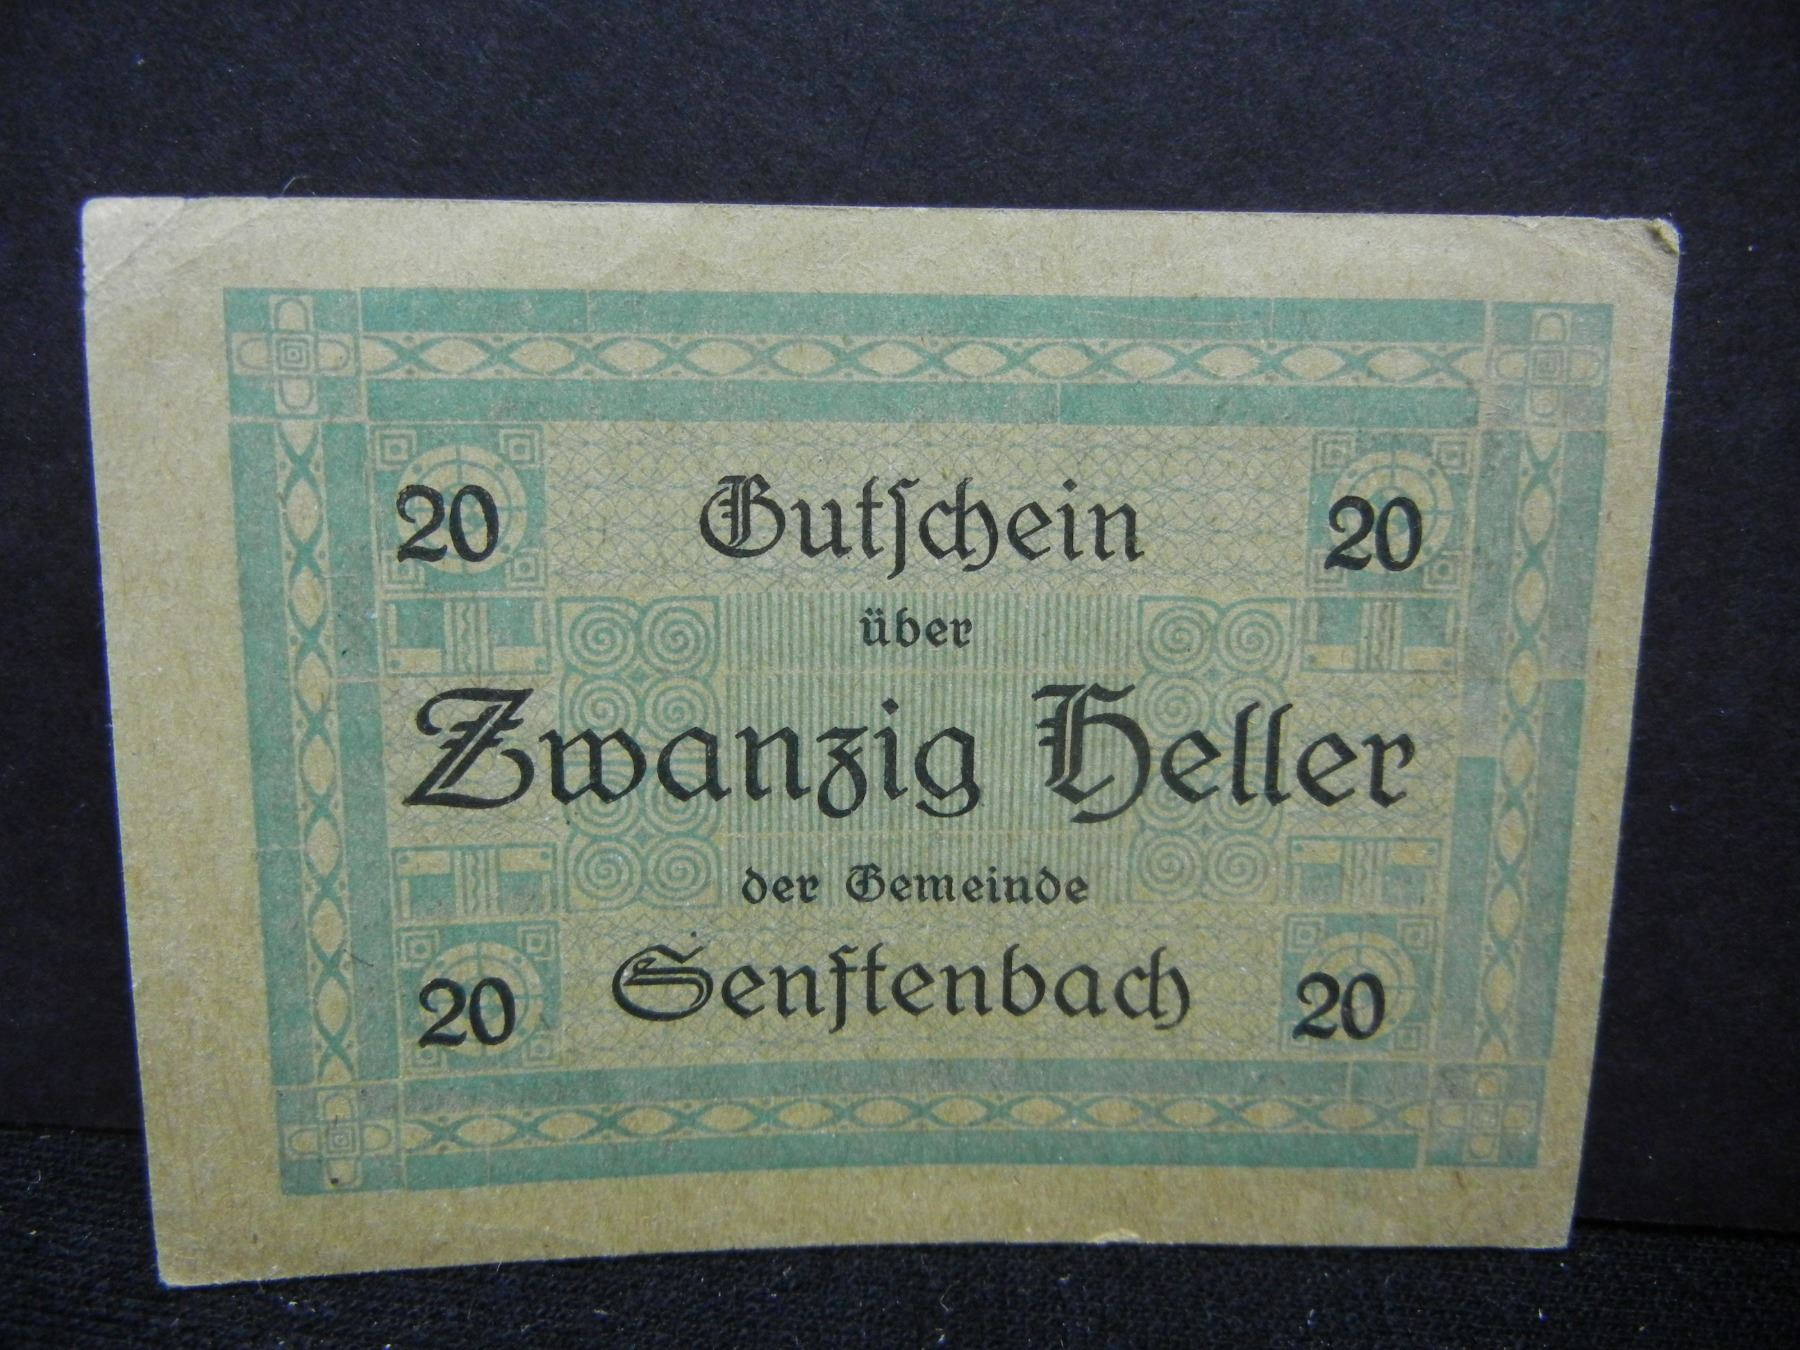 20 Gutschein 20
über
Zwanzig Heller
der Gemeinde
20 Senftenbach 20